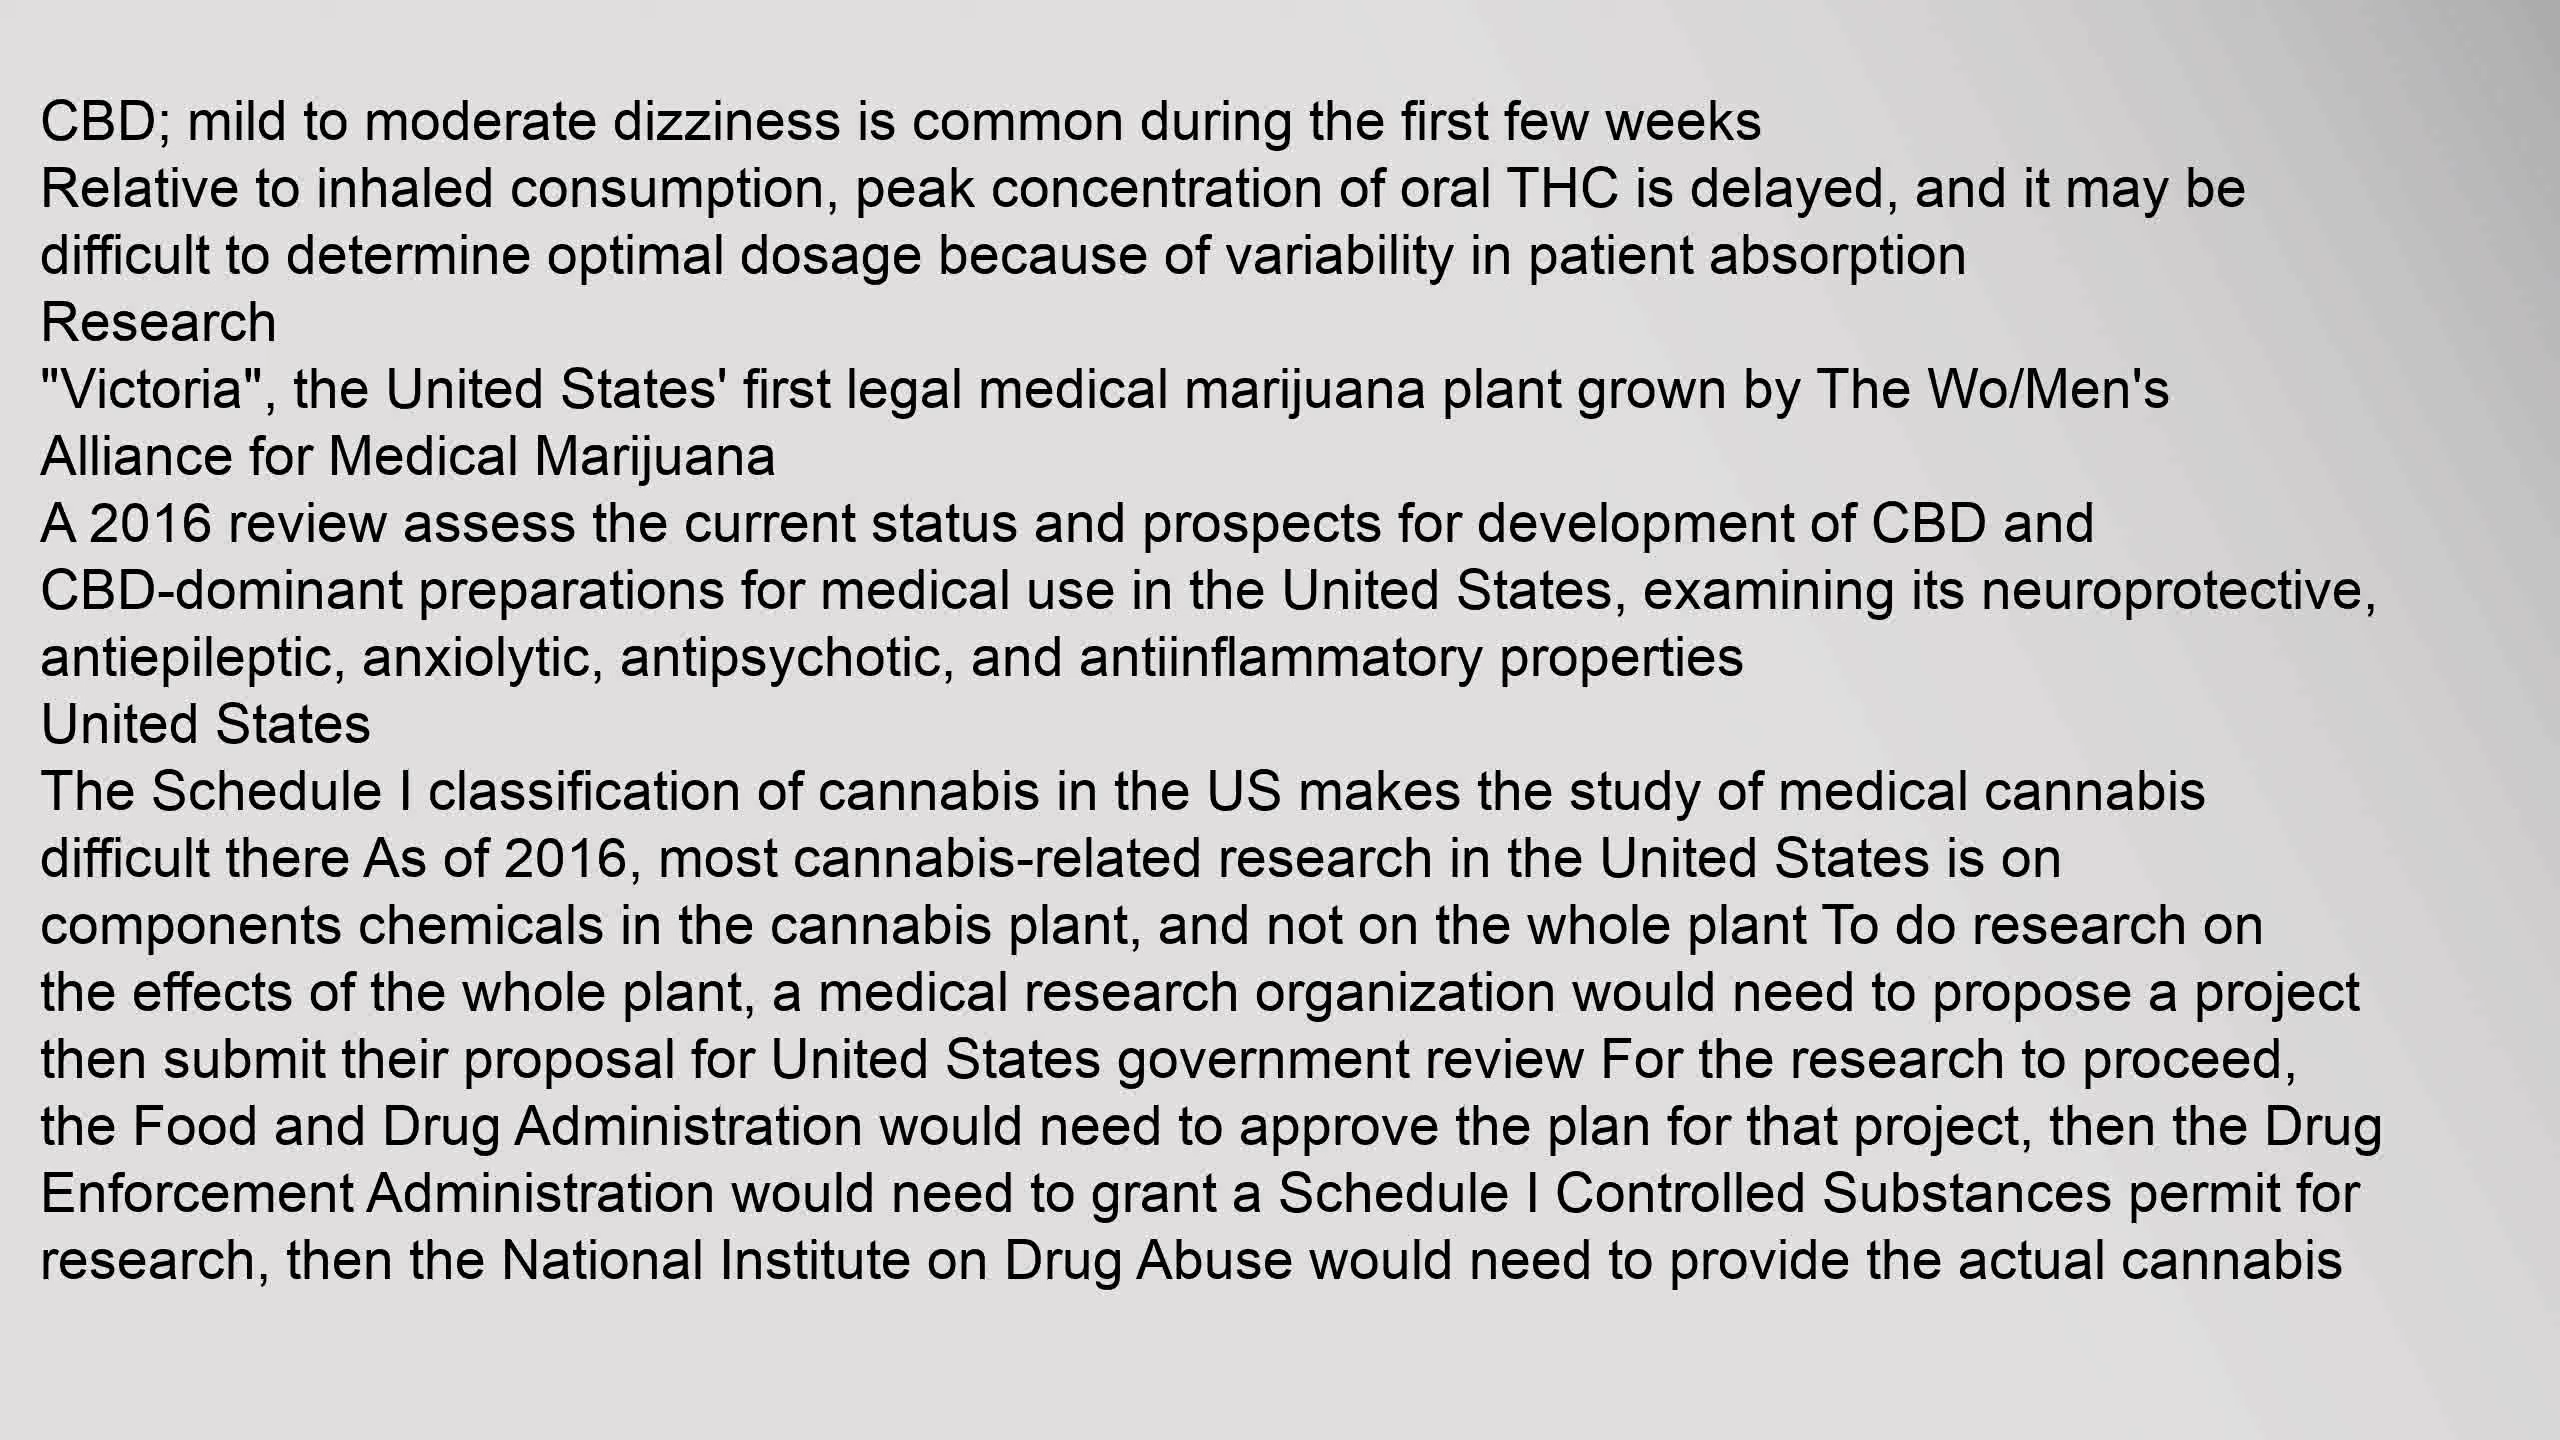 CBD; mild to moderate dizziness is common during the first few weeks
Relative to inhaled consumption, peak concentration of oral THC is delayed, and it may be
difficult to determine optimal dosage because of variability in patient absorption
Research
"Victoria", the United States' first legal medical marijuana plant grown by The Wo/Men's
Alliance for Medical Marijuana
A 2016 review assess the current status and prospects for development of CBD and
CBD-dominant preparations for medical use in the United States, examining its neuroprotective,
antiepileptic, anxiolytic, antipsychotic, and antiinflammatory properties
United States
The Schedule I classification of cannabis in the US makes the study of medical cannabis
difficult there As of 2016, most cannabis-related research in the United States is on
components chemicals in the cannabis plant, and not on the whole plant To do research on
the effects of the whole plant, a medical research organization would need to propose a project
then submit their proposal for United States government review For the research to proceed,
the Food and Drug Administration would need to approve the plan for that project, then the Drug
Enforcement Administration would need to grant a Schedule I Controlled Substances permit for
research, then the National Institute on Drug Abuse would need to provide the actual cannabis